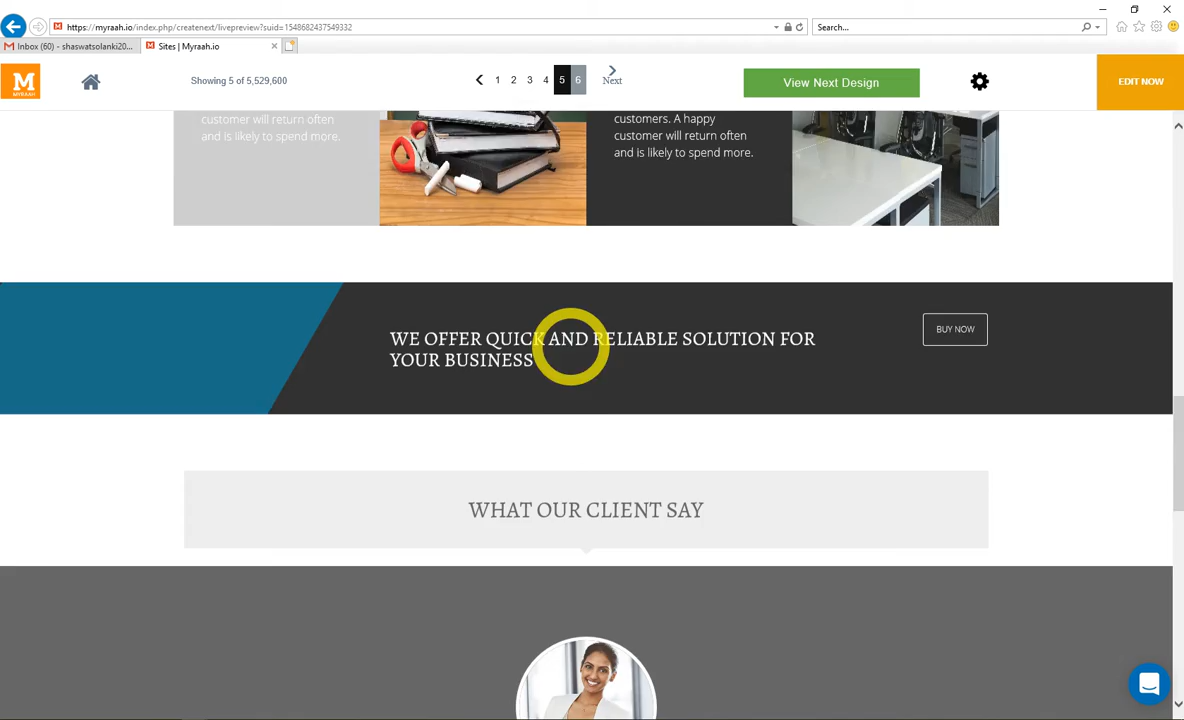 https://myraah.io/index.php/createnext/livepreview?suid=1548682437549332
Search...
Inbox (60) - shaswatsolanki20...
Sites | Myraah.io
M
MYRAAH
Showing 5 of 5,529,600
1 2 3 4 5 6
Next
View Next Design
EDIT NOW
customer will return often
and is likely to spend more.
customers. A happy
customer will return often
and is likely to spend more.
WE OFFER QUICK AND RELIABLE SOLUTION FOR
YOUR BUSINESS
BUY NOW
WHAT OUR CLIENT SAY